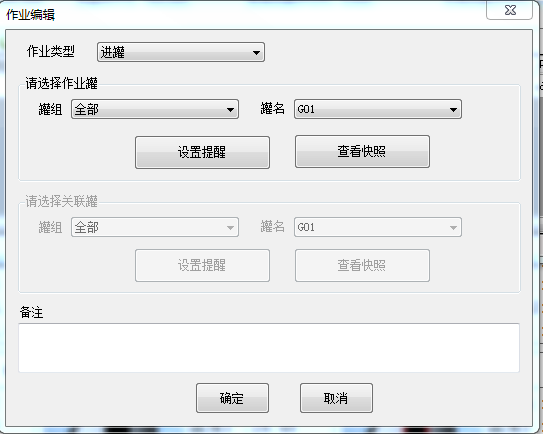 作业编辑
作业类型 进罐
请选择作业罐
罐组 全部 罐名 G01
设置提醒 查看快照
请选择关联罐
罐组 全部 罐名 G01
设置提醒 查看快照
备注
确定 取消